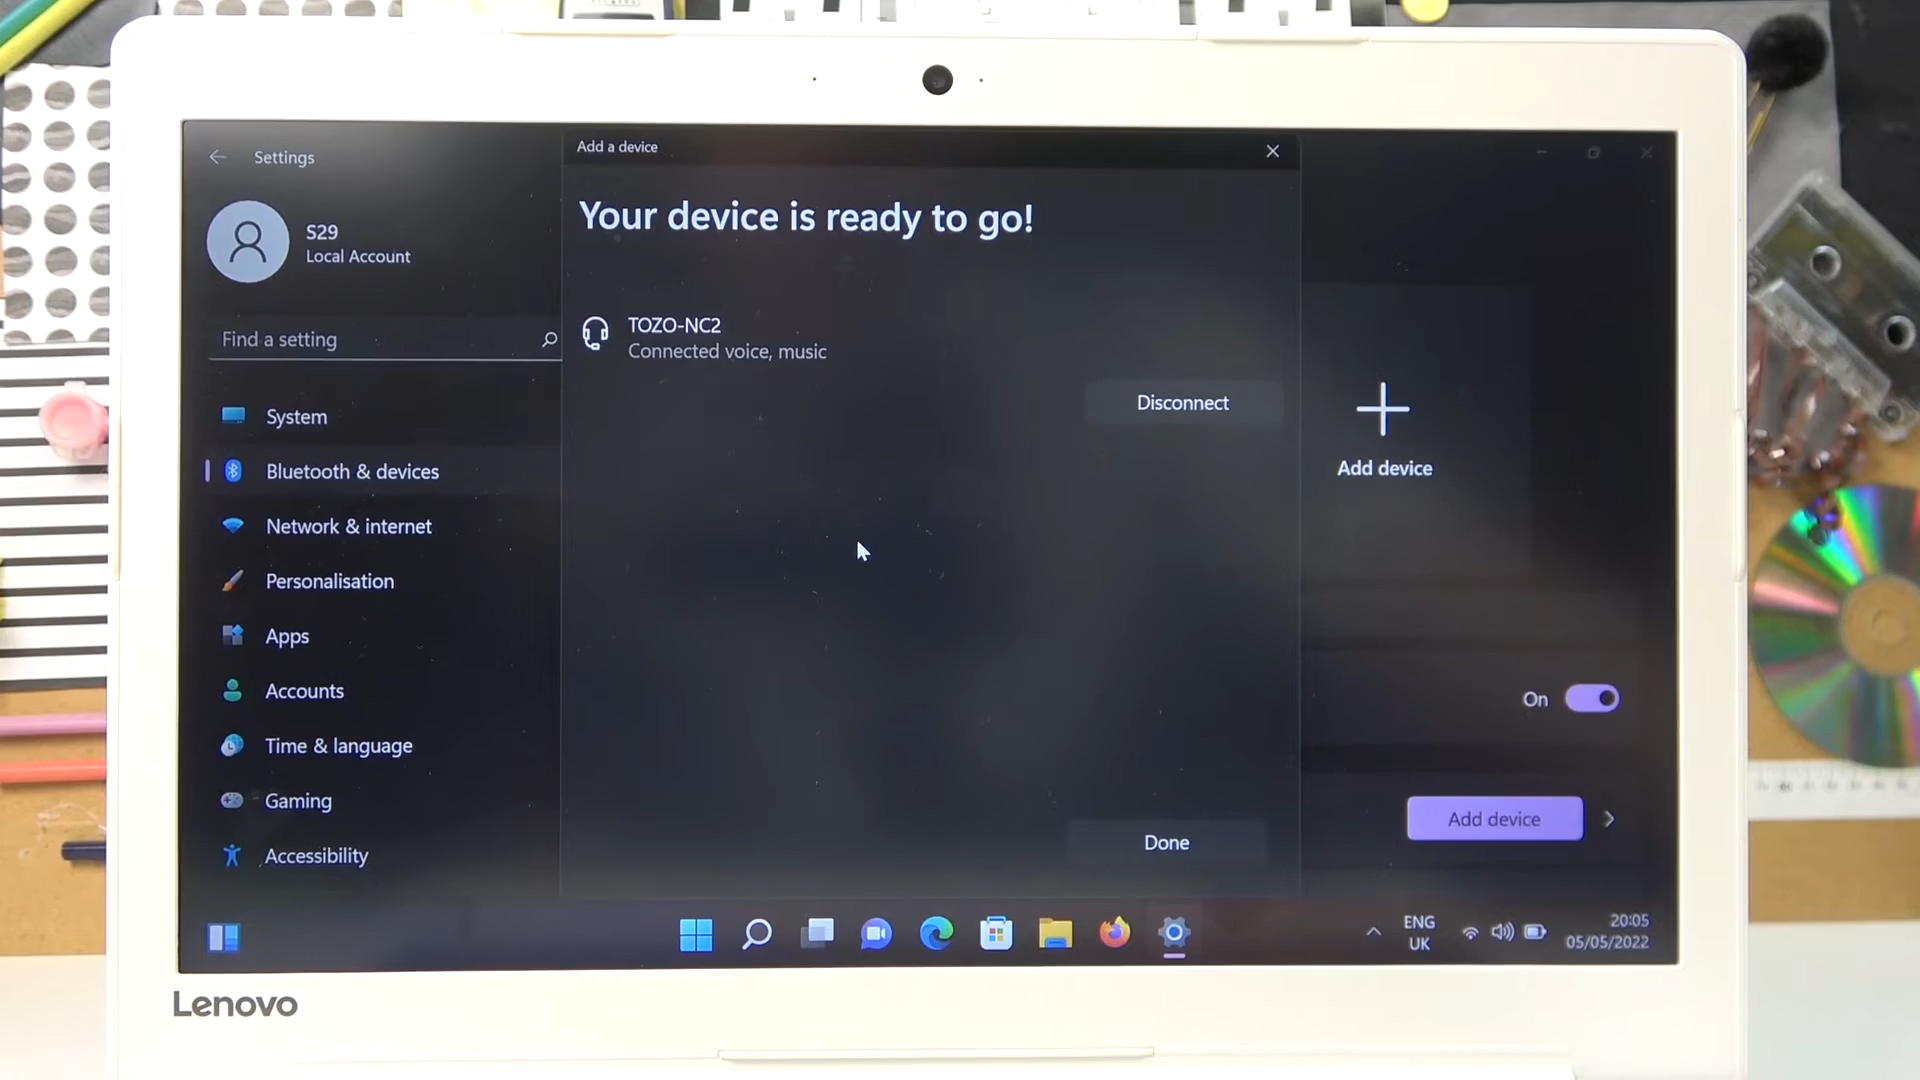 Settings
S29
Local Account
Find a setting
System
Bluetooth & devices
Network & internet
Personalisation
Apps
Accounts
Time & language
Gaming
Accessibility
Add a device
Your device is ready to go!
TOZO-NC2
Connected voice, music
Disconnect
Done
Add device
On
Add device
ENG
UK
20:05
05/05/2022
Lenovo